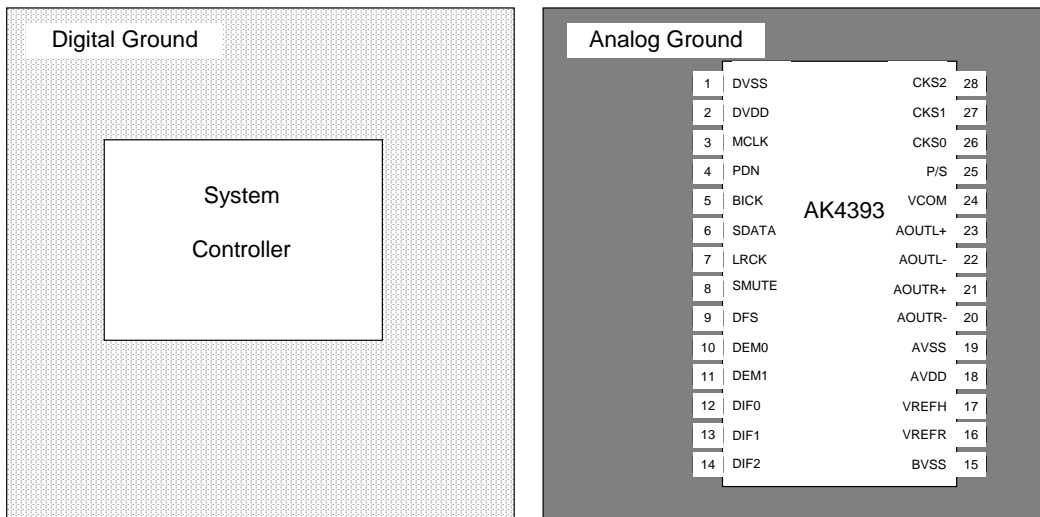 Digital Ground
System
Controller
Analog Ground
AK4393
1 DVSS CKS2 28
2 DVDD CKS1 27
3 MCLK CKS0 26
4 PDN P/S 25
5 BICK VCOM 24
6 SDATA AOUTL+ 23
7 LRCK AOUTL- 22
8 SMUTE AOUTR+ 21
9 DFS AOUTR- 20
10 DEM0 AVSS 19
11 DEM1 AVDD 18
12 DIF0 VREFH 17
13 DIF1 VREFR 16
14 DIF2 BVSS 15